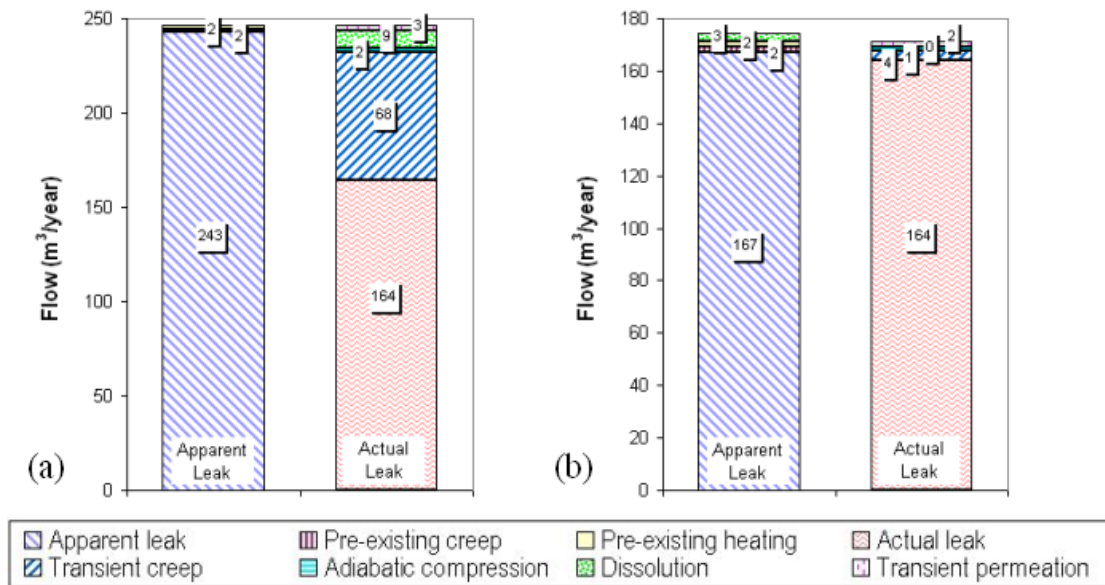 250
200
150
100
50
0
Flow (m³/year)
2
2
243
Apparent
Leak
3
9
2
68
164
Actual
Leak
(a)
180
160
140
120
100
80
60
40
20
0
Flow (m³/year)
3
2
2
167
Apparent
Leak
2
0
1
4
164
Actual
Leak
(b)
Apparent leak
Pre-existing creep
Pre-existing heating
Actual leak
Transient creep
Adiabatic compression
Dissolution
Transient permeation